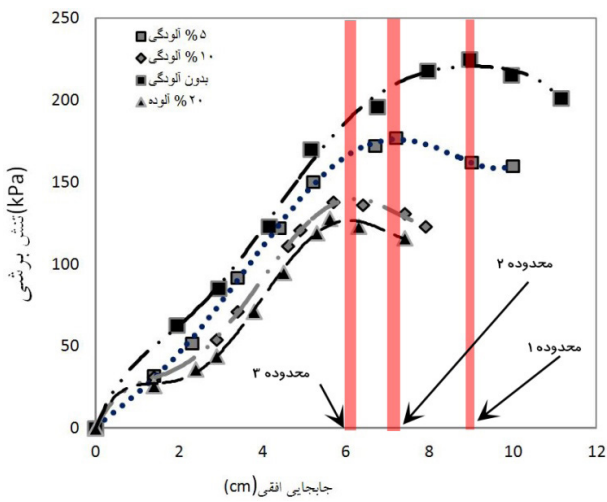 250
200
150
100
50
0
0 2 4 6 8 10 12
تنش برشی(kPa)
جابجایی افقی(cm)
%۵ آلودگی
%۱۰ آلودگی
بدون آلودگی
%۲۰ آلوده
محدوده ۲
محدوده ۱
محدوده ۳